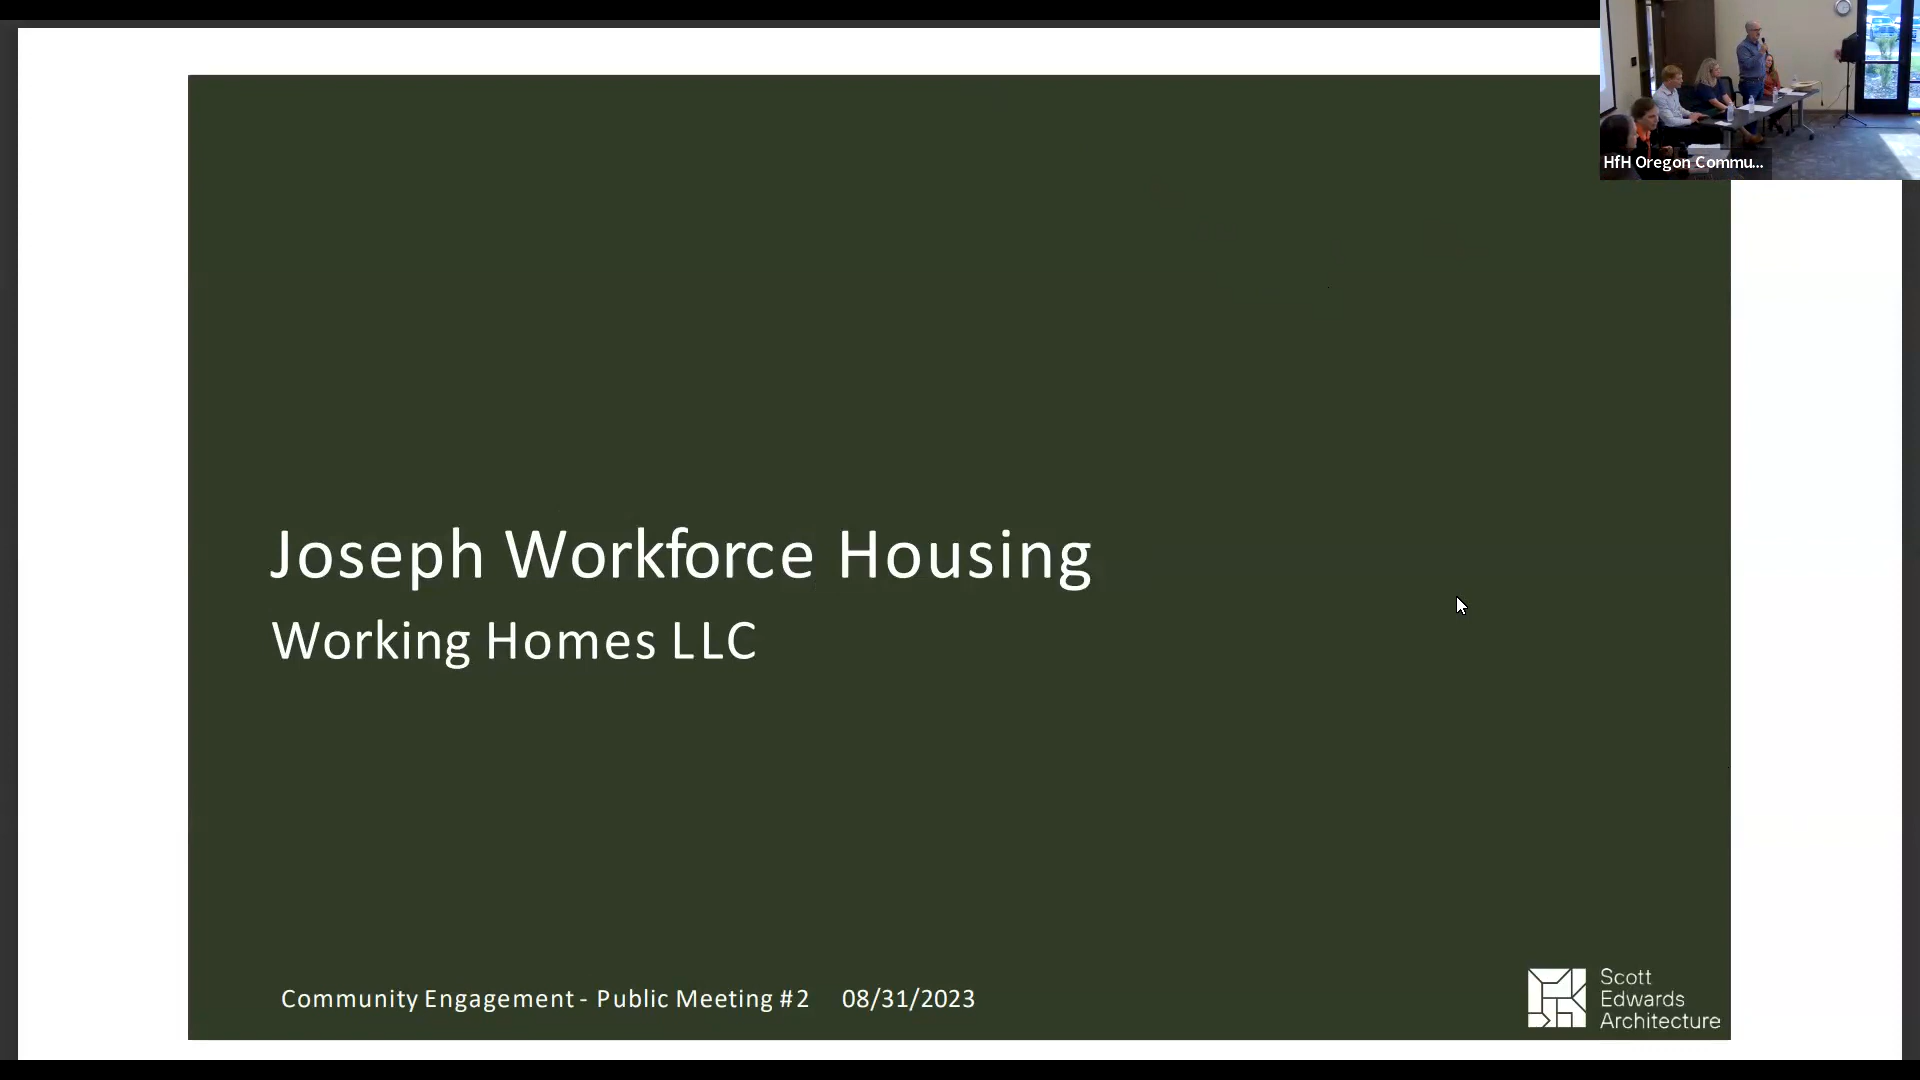 HfH Oregon Commu...
Joseph Workforce Housing
Working Homes LLC
Community Engagement - Public Meeting #2 08/31/2023
Scott
Edwards
Architecture